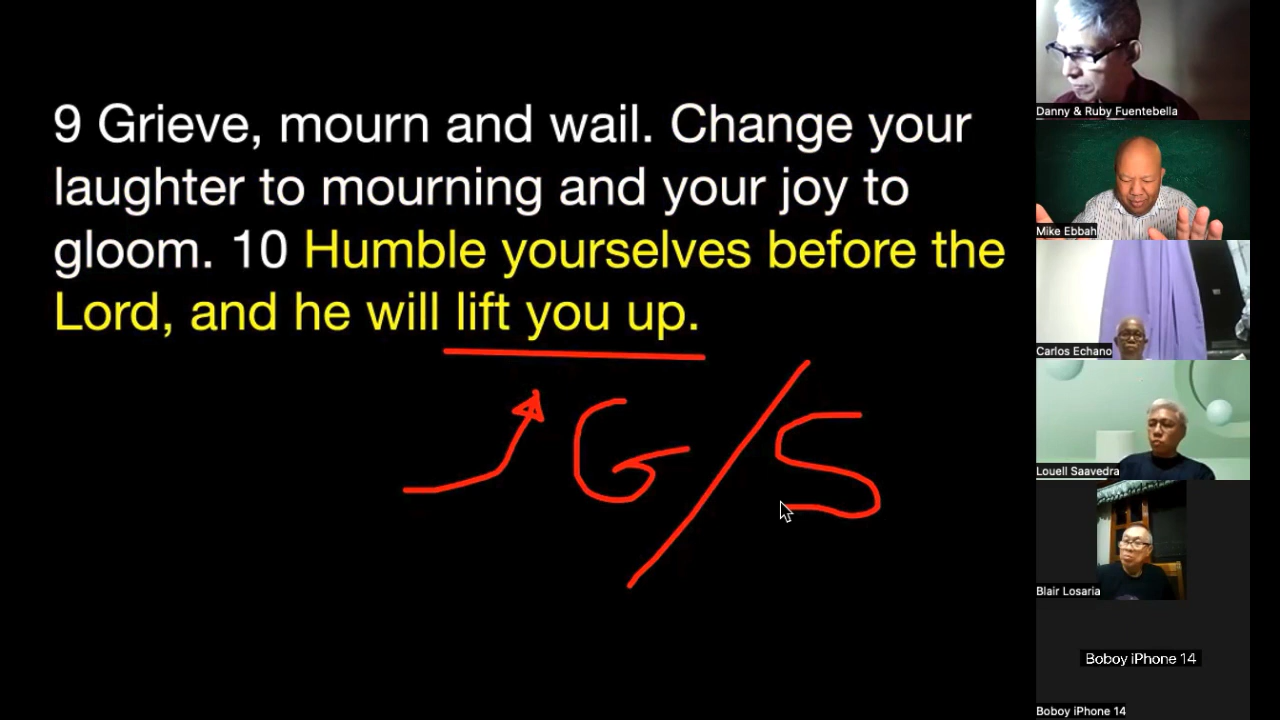 9 Grieve, mourn and wail. Change your
laughter to mourning and your joy to
gloom. 10 Humble yourselves before the
Lord, and he will lift you up.
G/S
Danny & Ruby Fuentebella
Mike Ebbah
Carlos Echano
Louell Saavedra
Blair Losaria
Boboy iPhone 14
Boboy iPhone 14